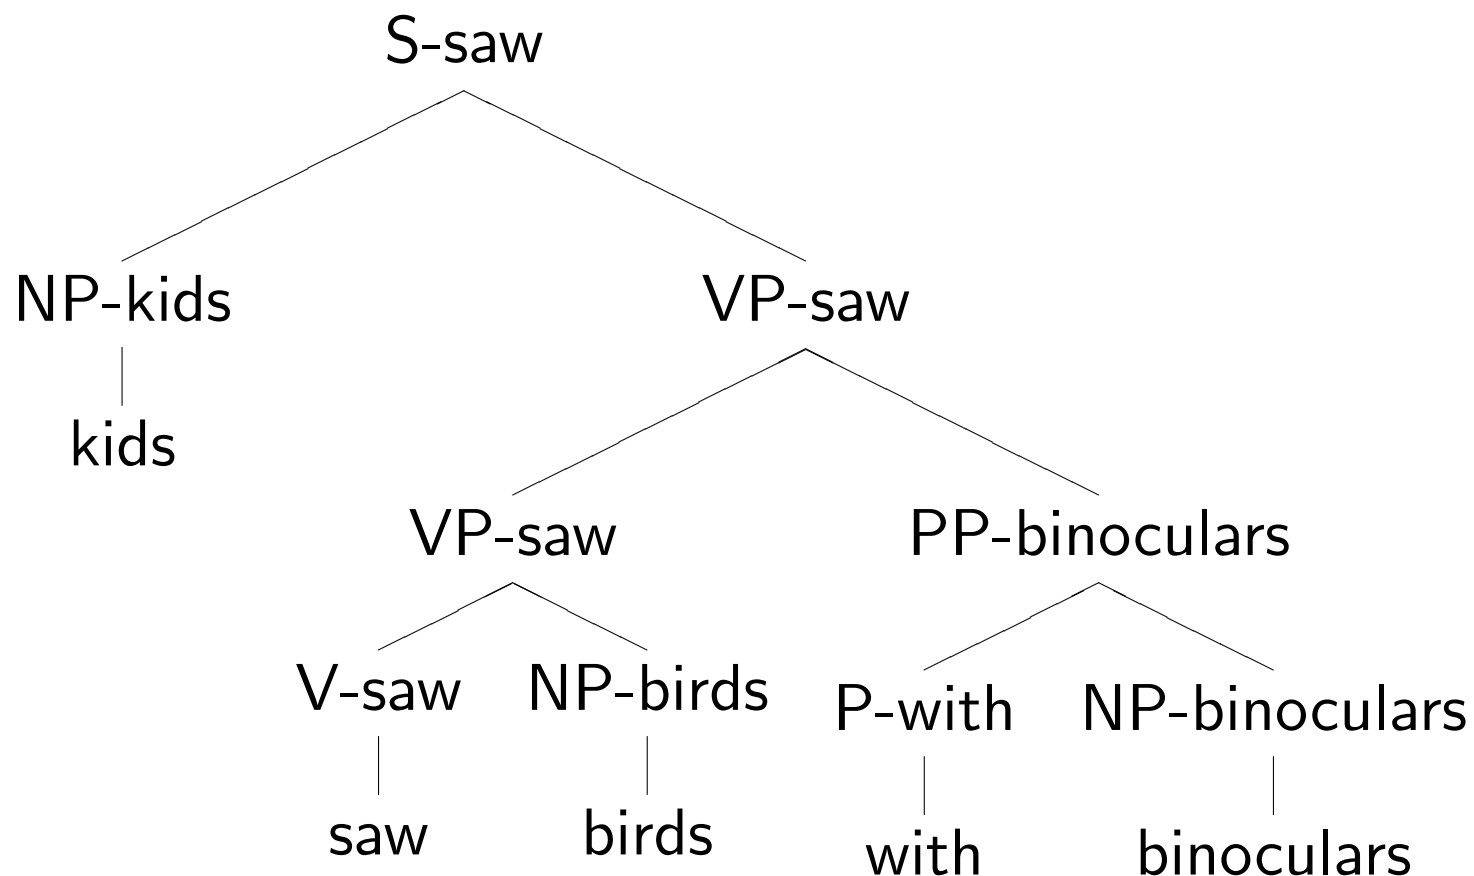 S-saw
NP-kids VP-saw
kids
VP-saw PP-binoculars
V-saw NP-birds P-with NP-binoculars
saw birds with binoculars